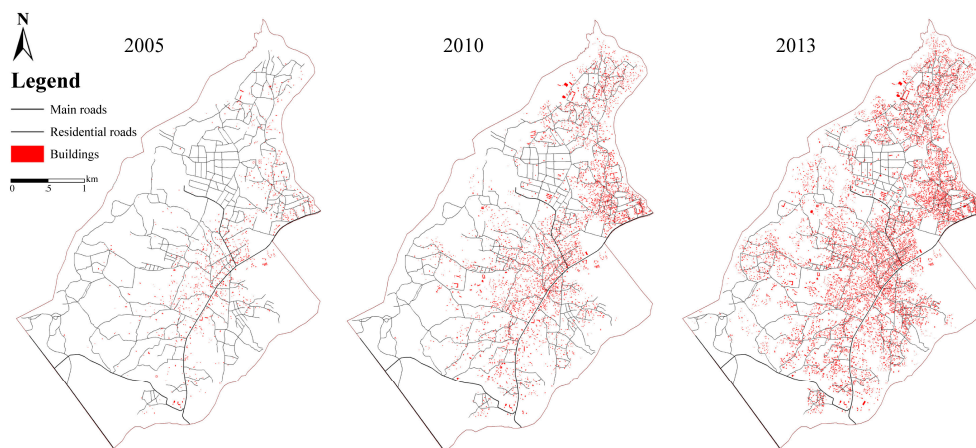 N
2005
2010
2013
Legend
Main roads
Residential roads
Buildings
km
0 .5 1